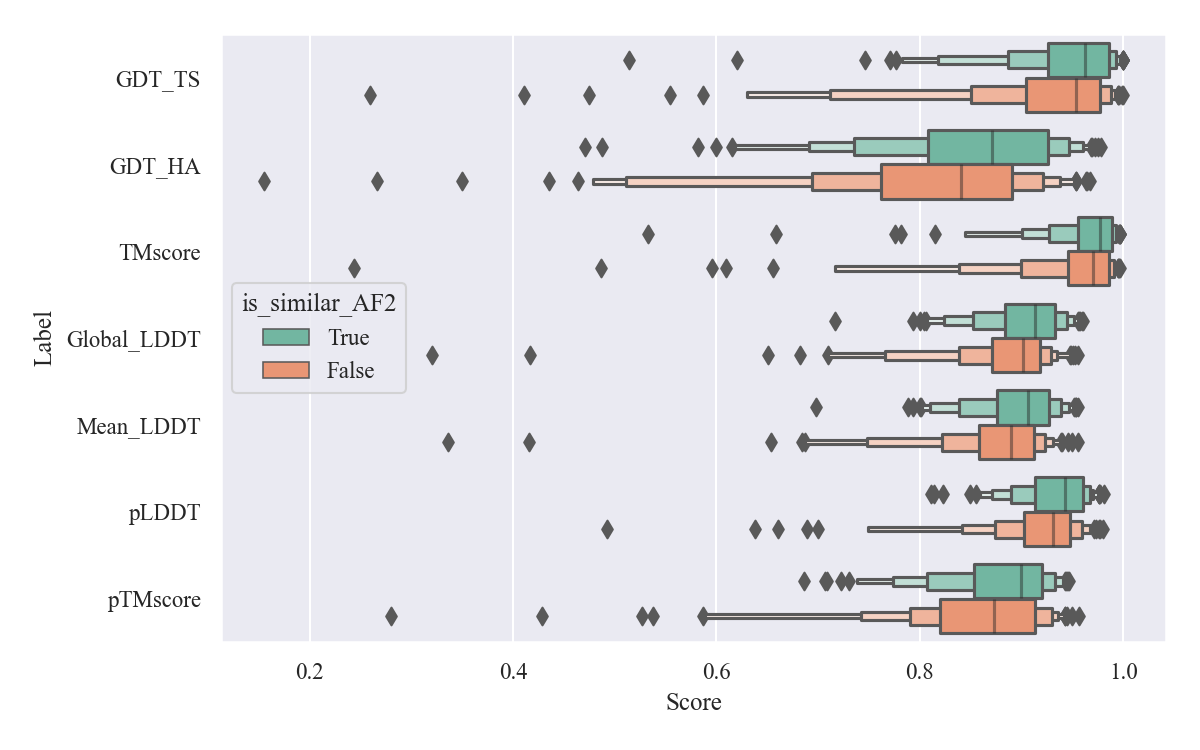 GDT_TS
GDT_HA
TMscore
Global_LDDT
Mean_LDDT
pLDDT
pTMscore
Label
is_similar_AF2
True
False
0.2 0.4 0.6 0.8 1.0
Score